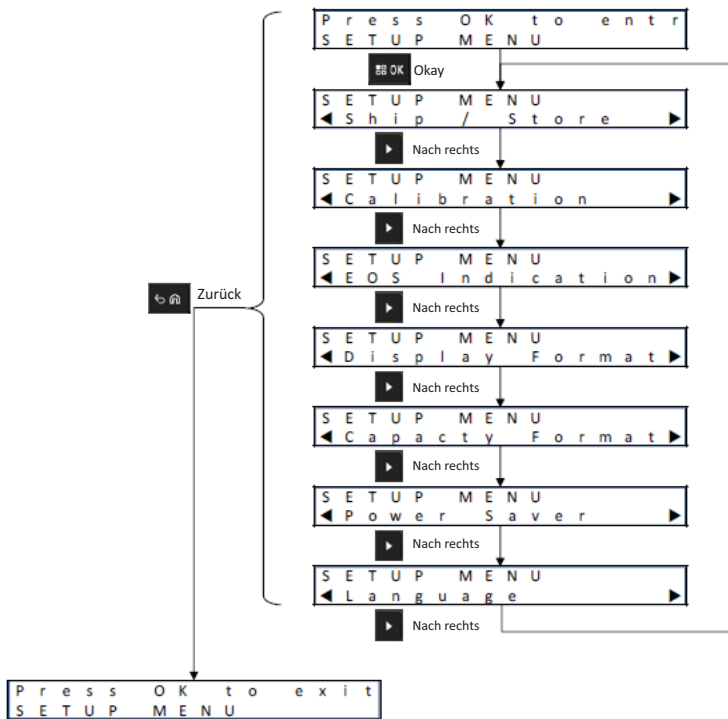 Press OK to entr
SETUP MENU
OK Okay
SETUP MENU
◀Ship / Store ▶
Nach rechts
SETUP MENU
◀Calibration ▶
Nach rechts
SETUP MENU
◀EOS Indication▶
Zurück
Nach rechts
SETUP MENU
◀Display Format▶
Nach rechts
SETUP MENU
◀Capacty Format▶
Nach rechts
SETUP MENU
◀Power Saver ▶
Nach rechts
SETUP MENU
◀Language ▶
Nach rechts
Press OK to exit
SETUP MENU